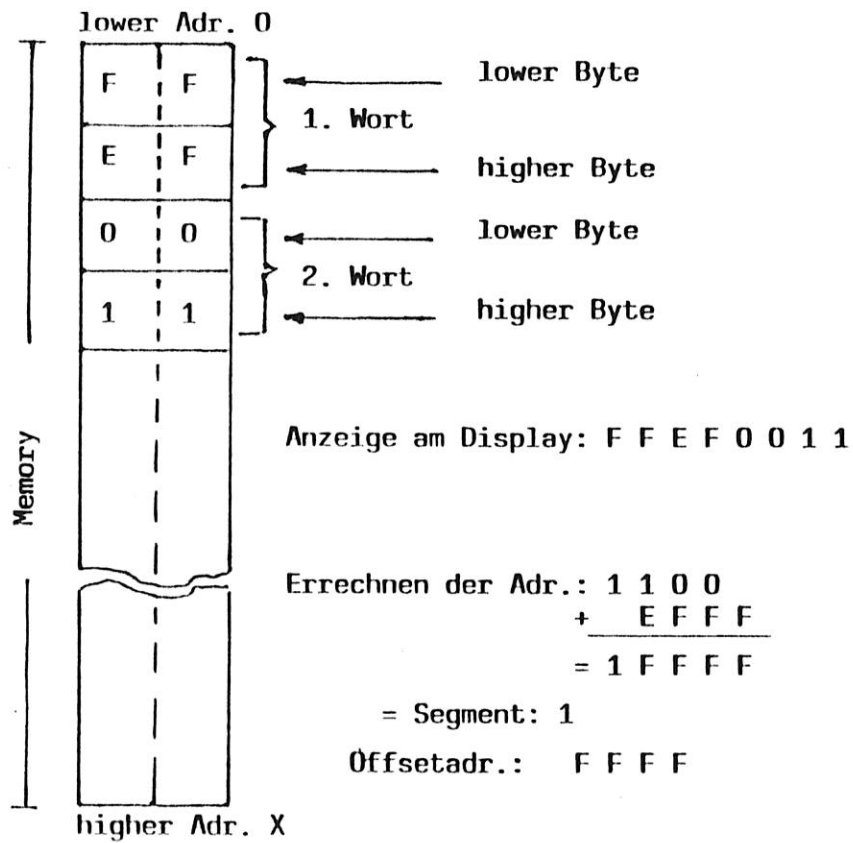 lower Adr. 0
F F
lower Byte
1. Wort
E F
higher Byte
0 0
lower Byte
2. Wort
1 1
higher Byte
Memory
Anzeige am Display: F F E F 0 0 1 1
Errechnen der Adr.: 1 1 0 0
+ E F F F
= 1 F F F F
= Segment: 1
Offsetadr.: F F F F
higher Adr. X